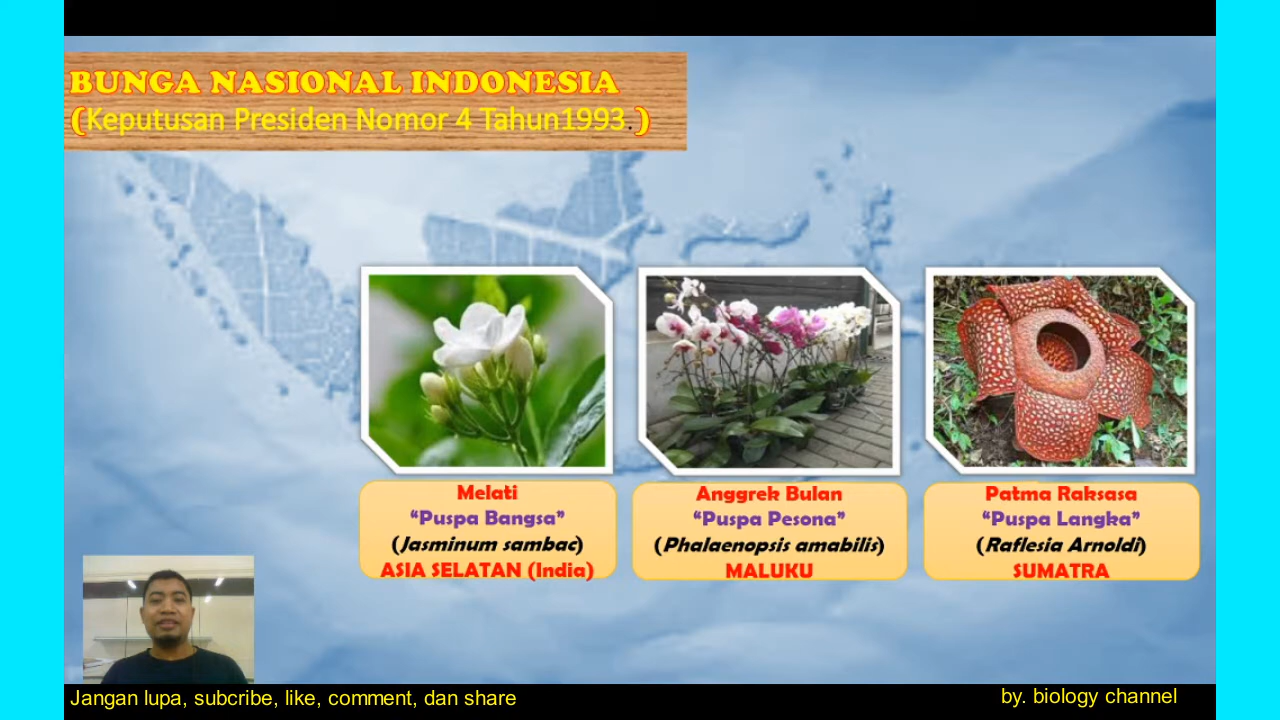 BUNGA NASIONAL INDONESIA
(Keputusan Presiden Nomor 4 Tahun1993.)
Melati
“Puspa Bangsa”
(Jasminum sambac)
ASIA SELATAN (India)
Anggrek Bulan
“Puspa Pesona”
(Phalaenopsis amabilis)
MALUKU
Patma Raksasa
“Puspa Langka”
(Raflesia Arnoldi)
SUMATRA
Jangan lupa, subcribe, like, comment, dan share
by. biology channel